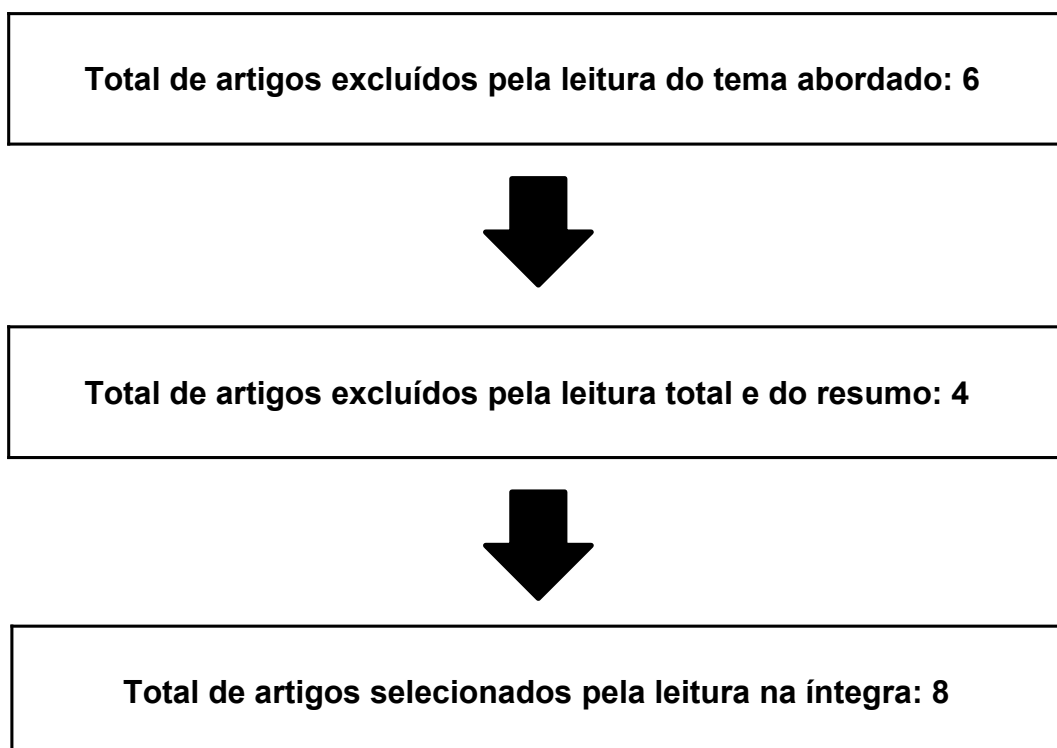 Total de artigos excluídos pela leitura do tema abordado: 6
Total de artigos excluídos pela leitura total e do resumo: 4
Total de artigos selecionados pela leitura na íntegra: 8